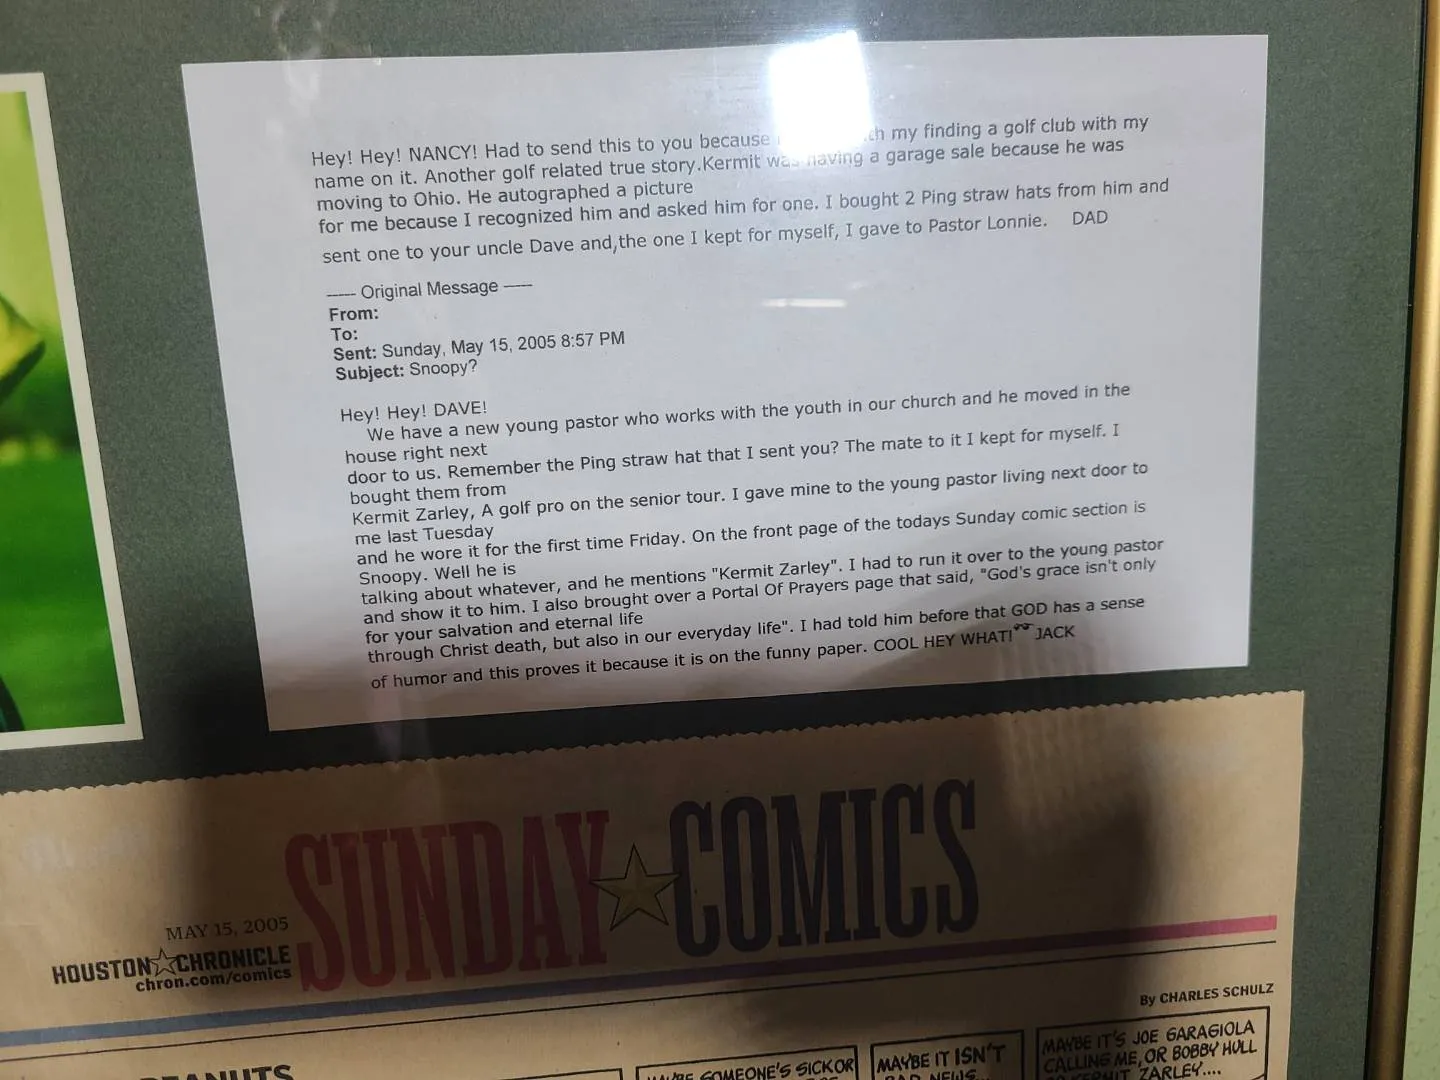 Hey! Hey! NANCY! Had to send this to you because my finding a golf club with my
name on it. Another golf related true story.Kermit was having a garage sale because he was
moving to Ohio. He autographed a picture
for me because I recognized him and asked him for one. I bought 2 Ping straw hats from him and
sent one to your uncle Dave and,the one I kept for myself, I gave to Pastor Lonnie. DAD
----- Original Message -----
From:
To:
Sent: Sunday, May 15, 2005 8:57 PM
Subject: Snoopy?
Hey! Hey! DAVE!
We have a new young pastor who works with the youth in our church and he moved in the
house right next
door to us. Remember the Ping straw hat that I sent you? The mate to it I kept for myself. I
bought them from
Kermit Zarley, A golf pro on the senior tour. I gave mine to the young pastor living next door to
me last Tuesday
and he wore it for the first time Friday. On the front page of the todays Sunday comic section is
Snoopy. Well he is
talking about whatever, and he mentions "Kermit Zarley". I had to run it over to the young pastor
and show it to him. I also brought over a Portal Of Prayers page that said, "God's grace isn't only
for your salvation and eternal life
through Christ death, but also in our everyday life". I had told him before that GOD has a sense
of humor and this proves it because it is on the funny paper. COOL HEY WHAT! JACK
SUNDAY COMICS
MAY 15, 2005
HOUSTON CHRONICLE
chron.com/comics
By CHARLES SCHULZ
PEANUTS
MAYBE SOMEONE'S SICK OR
MAYBE IT ISN'T
BAD NEWS...
MAYBE IT'S JOE GARAGIOLA
CALLING ME, OR BOBBY HULL
OR KERMIT ZARLEY....